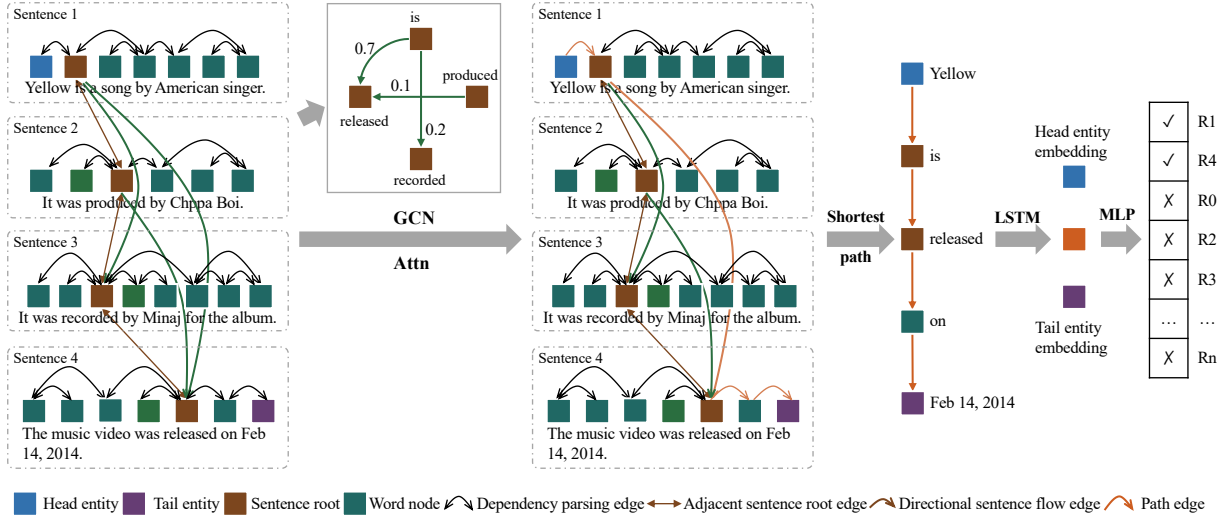 Sentence 1
Yellow is a song by American singer.
Sentence 2
It was produced by Chppa Boi.
Sentence 3
It was recorded by Minaj for the album.
Sentence 4
The music video was released on Feb
14, 2014.
is
0.7
produced
0.1
released
0.2
recorded
GCN
Attn
Sentence 1
Yellow is a song by American singer.
Sentence 2
It was produced by Chppa Boi.
Sentence 3
It was recorded by Minaj for the album.
Sentence 4
The music video was released on Feb
14, 2014.
Shortest
path
Yellow
is
released
on
Feb 14, 2014
LSTM
Head entity
embedding
Tail entity
embedding
MLP
✓ R1
✓ R4
✗ R0
✗ R2
✗ R3
... ...
✗ Rn
Head entity
Tail entity
Sentence root
Word node
Dependency parsing edge
Adjacent sentence root edge
Directional sentence flow edge
Path edge